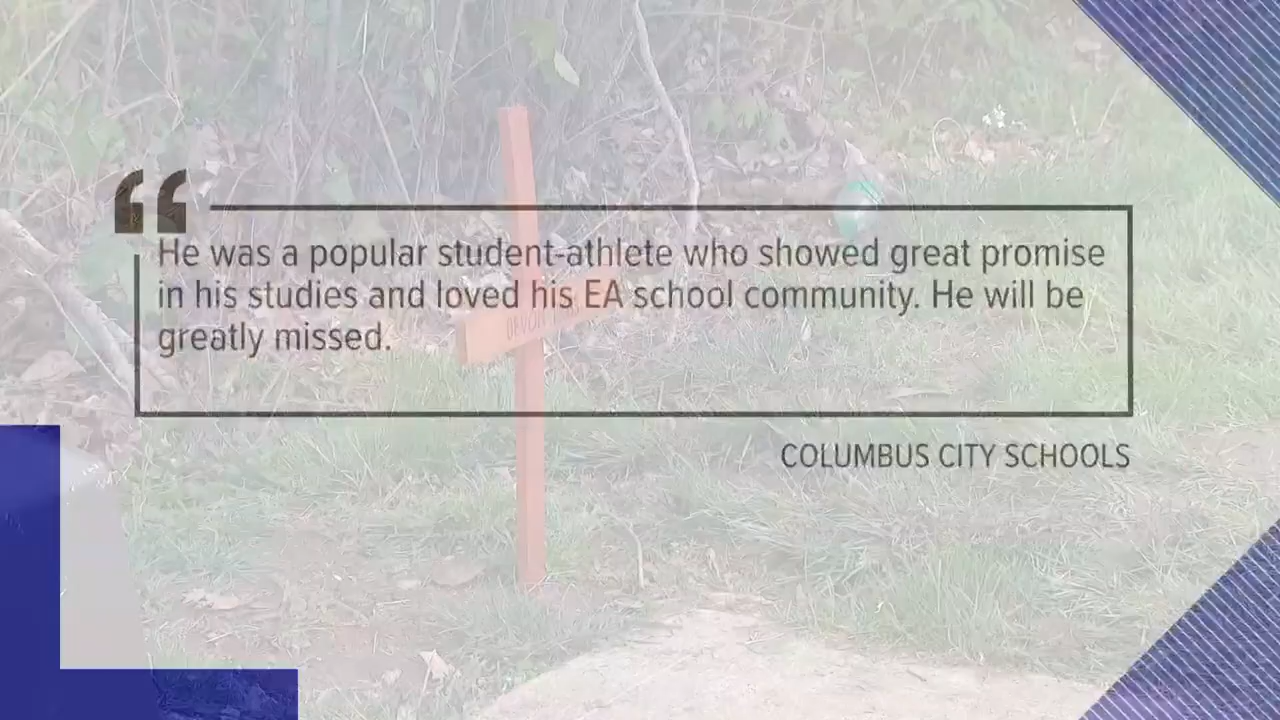 He was a popular student-athlete who showed great promise
in his studies and loved his EA school community. He will be
greatly missed.
COLUMBUS CITY SCHOOLS